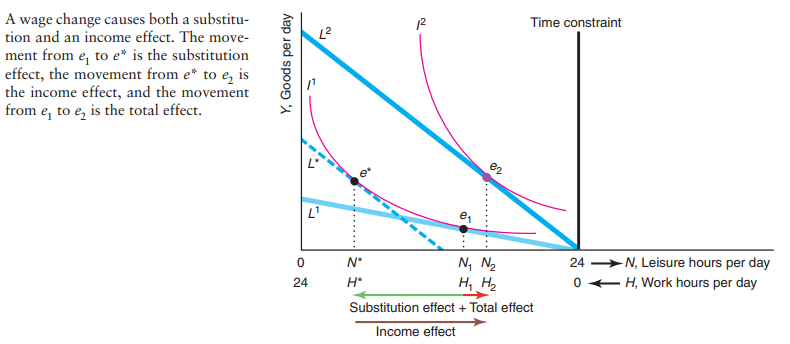 A wage change causes both a substitu-
tion and an income effect. The move-
ment from e₁ to e* is the substitution
effect, the movement from e* to e₂ is
the income effect, and the movement
from e₁ to e₂ is the total effect.
Y, Goods per day
L²
I²
Time constraint
I¹
L*
e*
e₂
L¹
e₁
0 N* N₁ N₂ 24 N, Leisure hours per day
24 H* H₁ H₂ 0 H, Work hours per day
Substitution effect + Total effect
Income effect